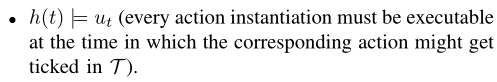 • h(t) ⊨ u_t (every action instantiation must be executable
at the time in which the corresponding action might get
ticked in 𝒯).